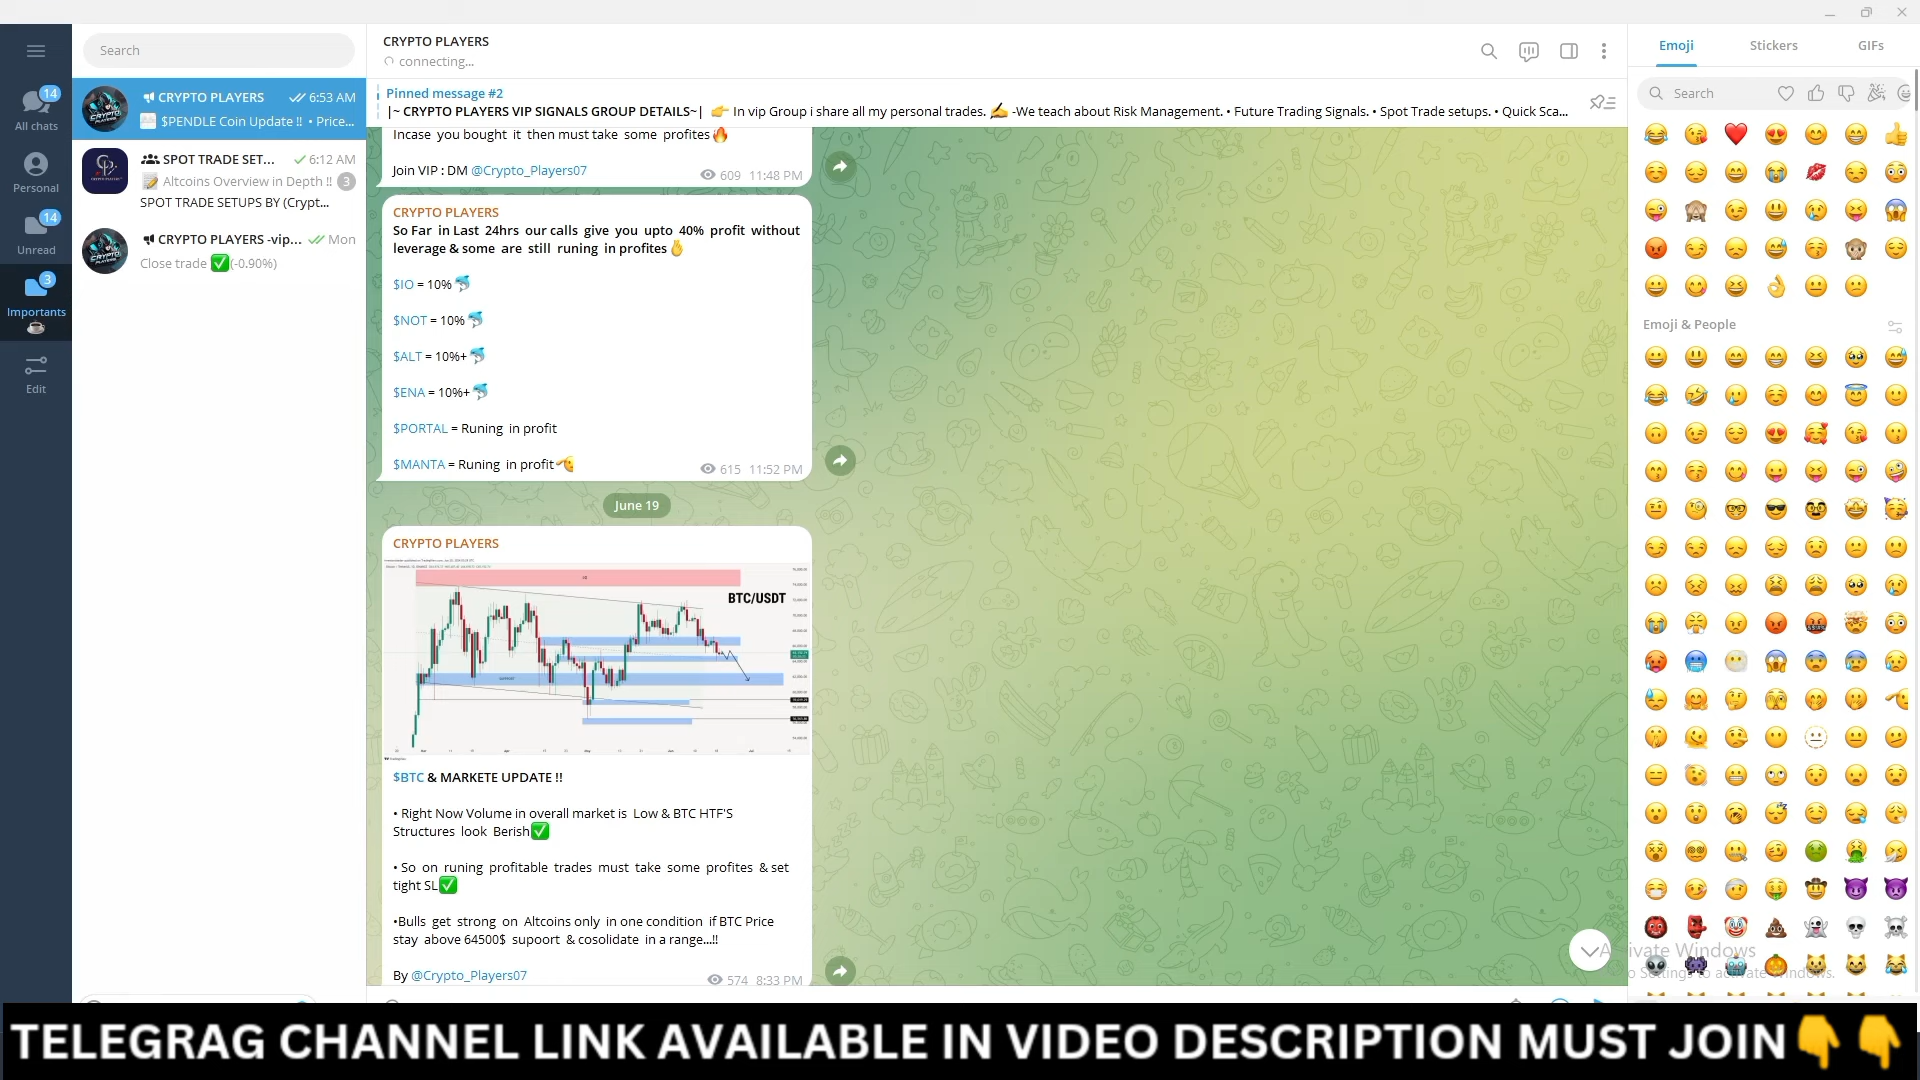 Search
CRYPTO PLAYERS
6:53 AM
$PENDLE Coin Update !! • Price...
SPOT TRADE SET...
6:12 AM
Altcoins Overview in Depth !!
3
SPOT TRADE SETUPS BY (Crypt...
CRYPTO PLAYERS -vip...
Mon
Close trade ✅(-0.90%)
14
All chats
Personal
14
Unread
3
Importants
Edit
CRYPTO PLAYERS
connecting...
Pinned message #2
|~ CRYPTO PLAYERS VIP SIGNALS GROUP DETAILS~| 👉 In vip Group i share all my personal trades. ✍ -We teach about Risk Management. • Future Trading Signals. • Spot Trade setups. • Quick Sca...
Incase you bought it then must take some profites🔥
Join VIP : DM @Crypto_Players07
609 11:48 PM
CRYPTO PLAYERS
So Far in Last 24hrs our calls give you upto 40% profit without
leverage & some are still runing in profites🫰
$IO = 10%🐬
$NOT = 10%🐬
$ALT = 10%+🐬
$ENA = 10%+🐬
$PORTAL = Runing in profit
$MANTA = Runing in profit🫡
615 11:52 PM
June 19
CRYPTO PLAYERS
BTC/USDT
$BTC & MARKETE UPDATE !!
• Right Now Volume in overall market is Low & BTC HTF'S
Structures look Berish✅
• So on runing profitable trades must take some profites & set
tight SL✅
•Bulls get strong on Altcoins only in one condition if BTC Price
stay above 64500$ supoort & cosolidate in a range...!!
By @Crypto_Players07
574 8:33 PM
Emoji
Stickers
GIFs
Search
Emoji & People
Activate Windows
TELEGRAG CHANNEL LINK AVAILABLE IN VIDEO DESCRIPTION MUST JOIN👇👇